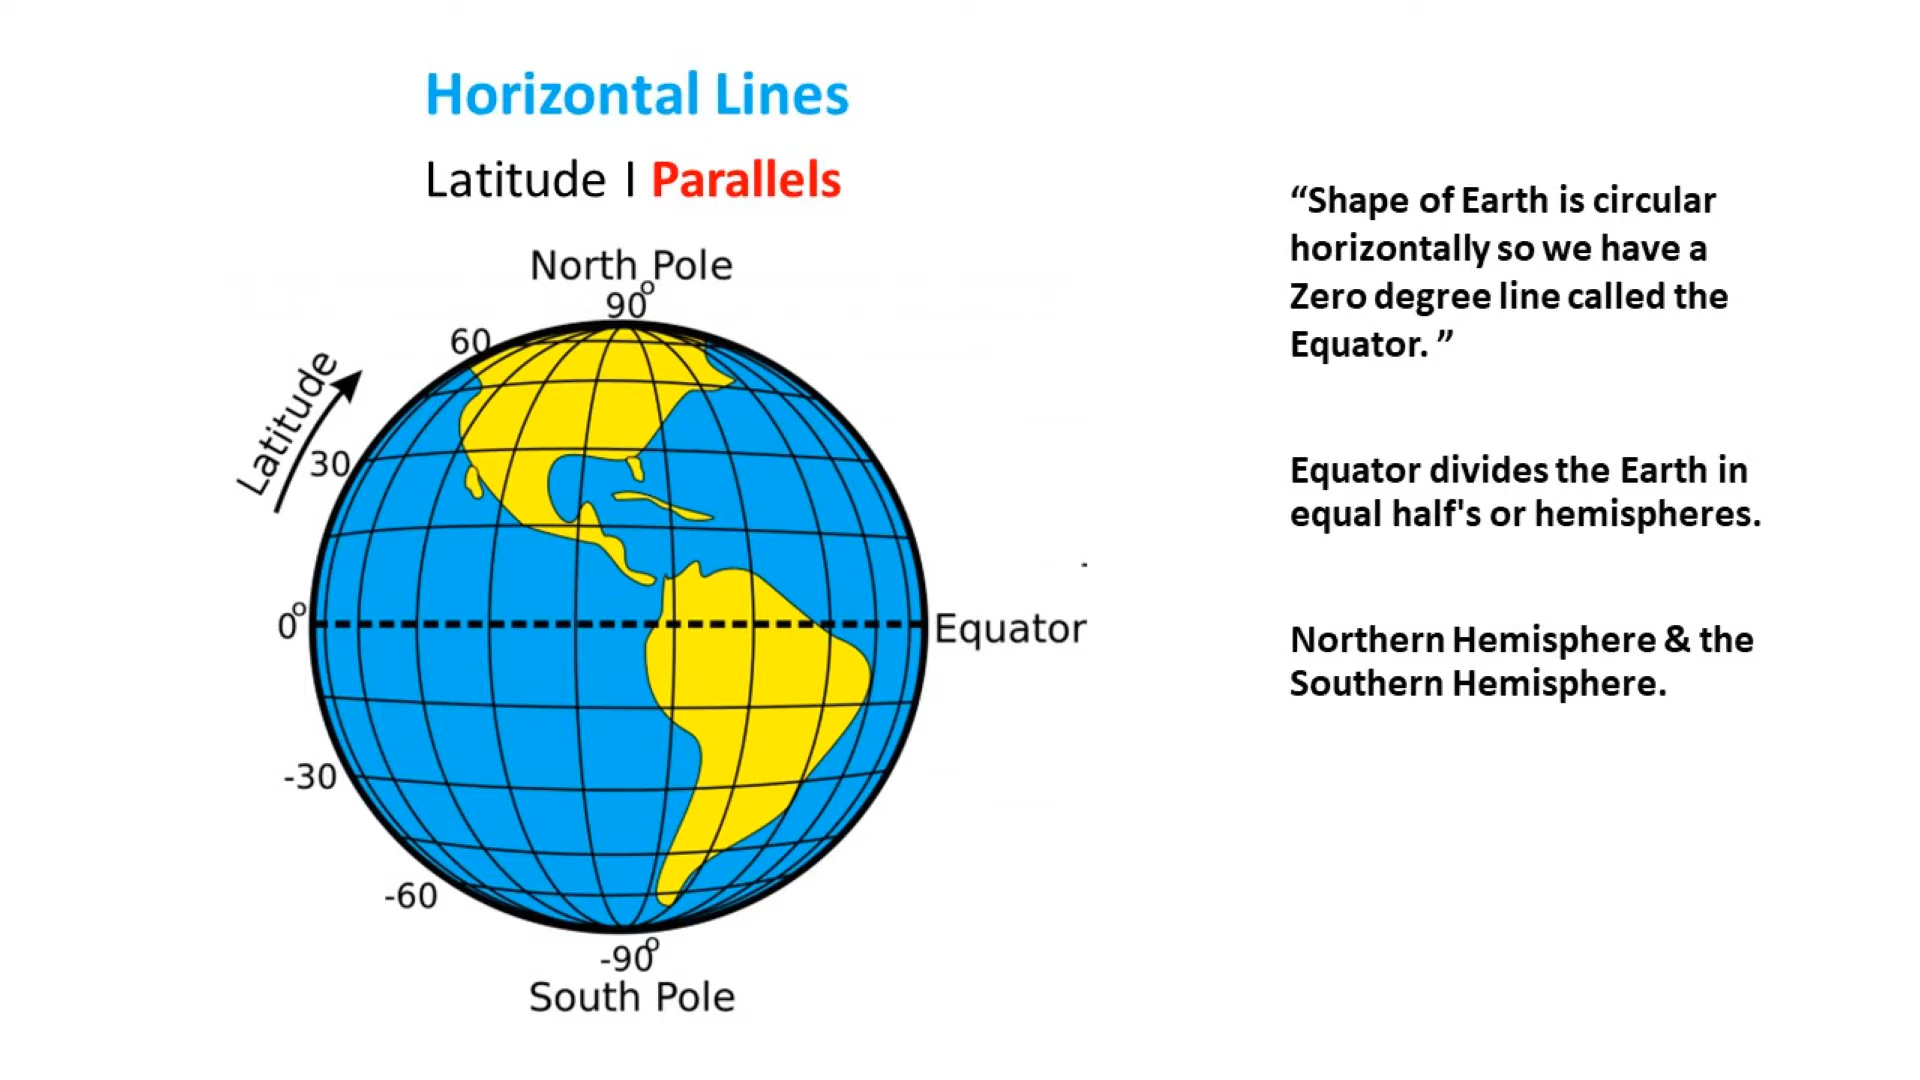 Horizontal Lines
Latitude I Parallels
North Pole
90°
60
Latitude
30
0°
Equator
-30
-60
-90°
South Pole
“Shape of Earth is circular
horizontally so we have a
Zero degree line called the
Equator. ”
Equator divides the Earth in
equal half's or hemispheres.
Northern Hemisphere & the
Southern Hemisphere.